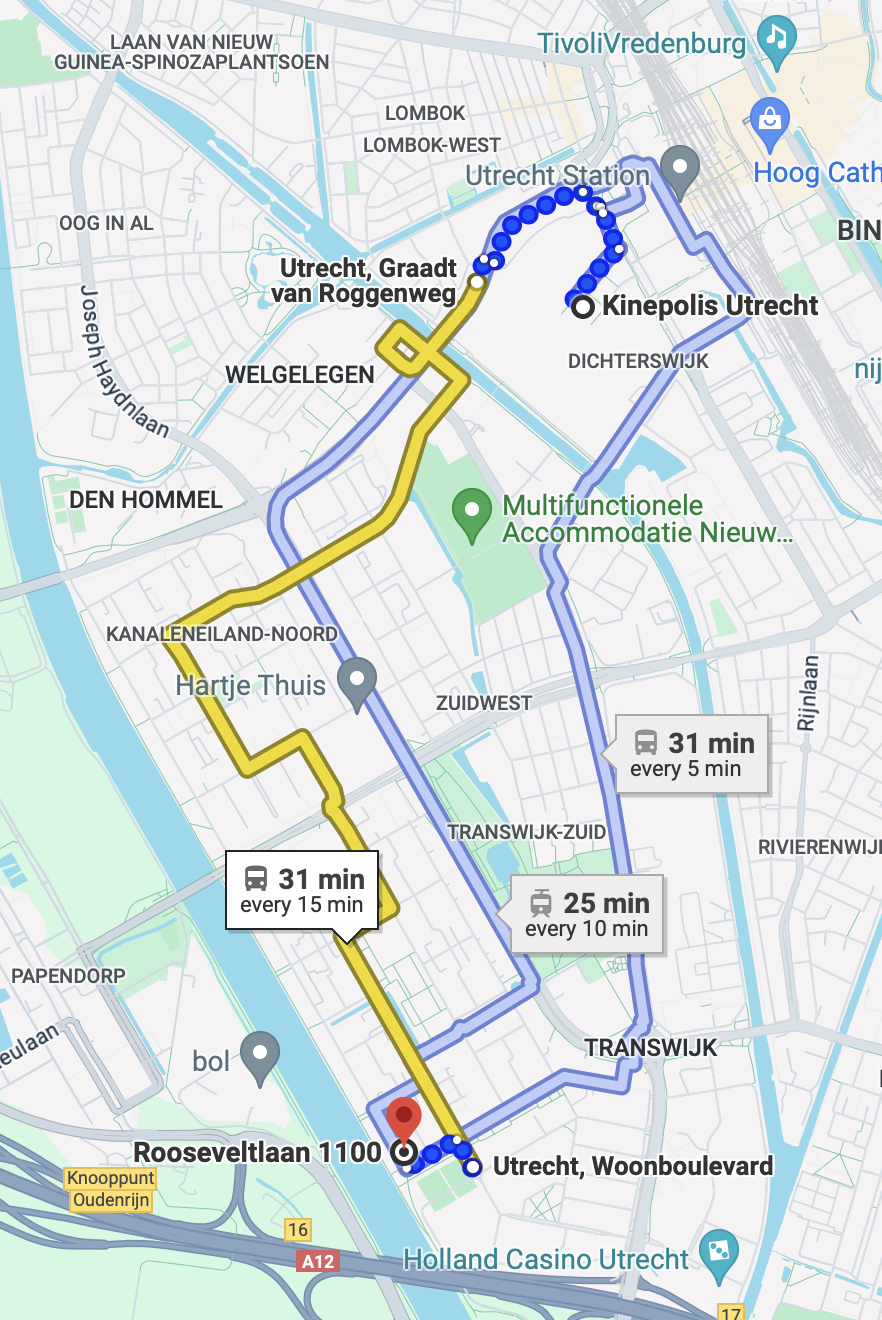 LAAN VAN NIEUW
GUINEA-SPINOZAPLANTSOEN
TivoliVredenburg
LOMBOK
LOMBOK-WEST
Utrecht Station
Hoog Cath
OOG IN AL
BIN
Utrecht, Graadt
van Roggenweg
Kinepolis Utrecht
Joseph Haydnlaan
WELGELEGEN
DICHTERSWIJK
nij
DEN HOMMEL
Multifunctionele
Accommodatie Nieuw...
KANALENEILAND-NOORD
Hartje Thuis
ZUIDWEST
Rijnlaan
31 min
every 5 min
TRANSWIJK-ZUID
RIVIERENWIJ
31 min
every 15 min
25 min
every 10 min
PAPENDORP
eulaan
bol
TRANSWIJK
Rooseveltlaan 1100
Utrecht, Woonboulevard
Knooppunt
Oudenrijn
16
A12
Holland Casino Utrecht
17